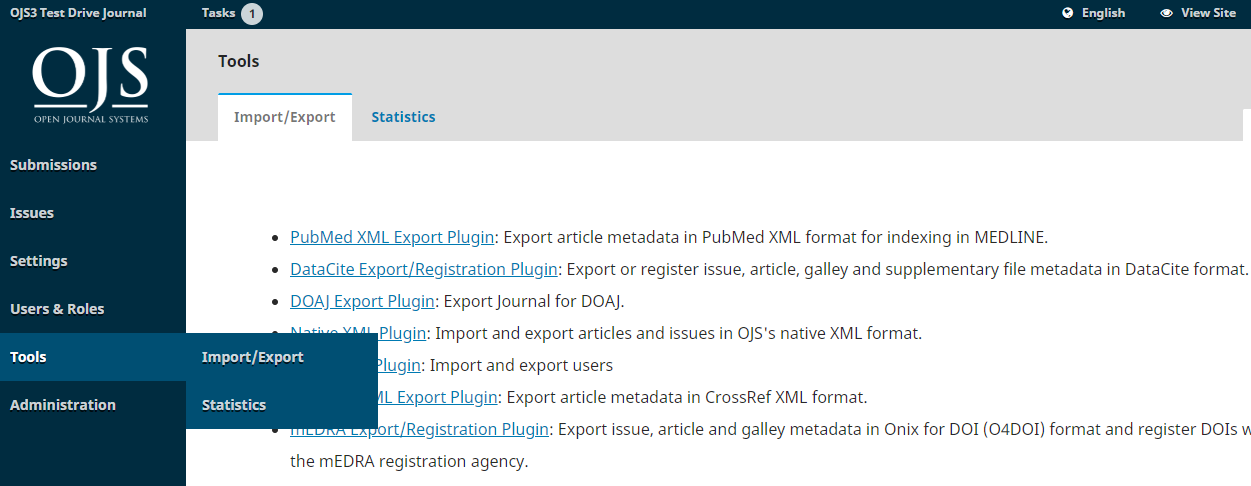 OJS3 Test Drive Journal
Tasks 1
English
View Site
OJS
OPEN JOURNAL SYSTEMS
Submissions
Issues
Settings
Users & Roles
Tools
Administration
Import/Export
Statistics
Tools
Import/Export
Statistics
PubMed XML Export Plugin: Export article metadata in PubMed XML format for indexing in MEDLINE.
DataCite Export/Registration Plugin: Export or register issue, article, galley and supplementary file metadata in DataCite format.
DOAJ Export Plugin: Export Journal for DOAJ.
Native XML Plugin: Import and export articles and issues in OJS's native XML format.
Plugin: Import and export users
ML Export Plugin: Export article metadata in CrossRef XML format.
mEDRA Export/Registration Plugin: Export issue, article and galley metadata in Onix for DOI (O4DOI) format and register DOIs w
the mEDRA registration agency.